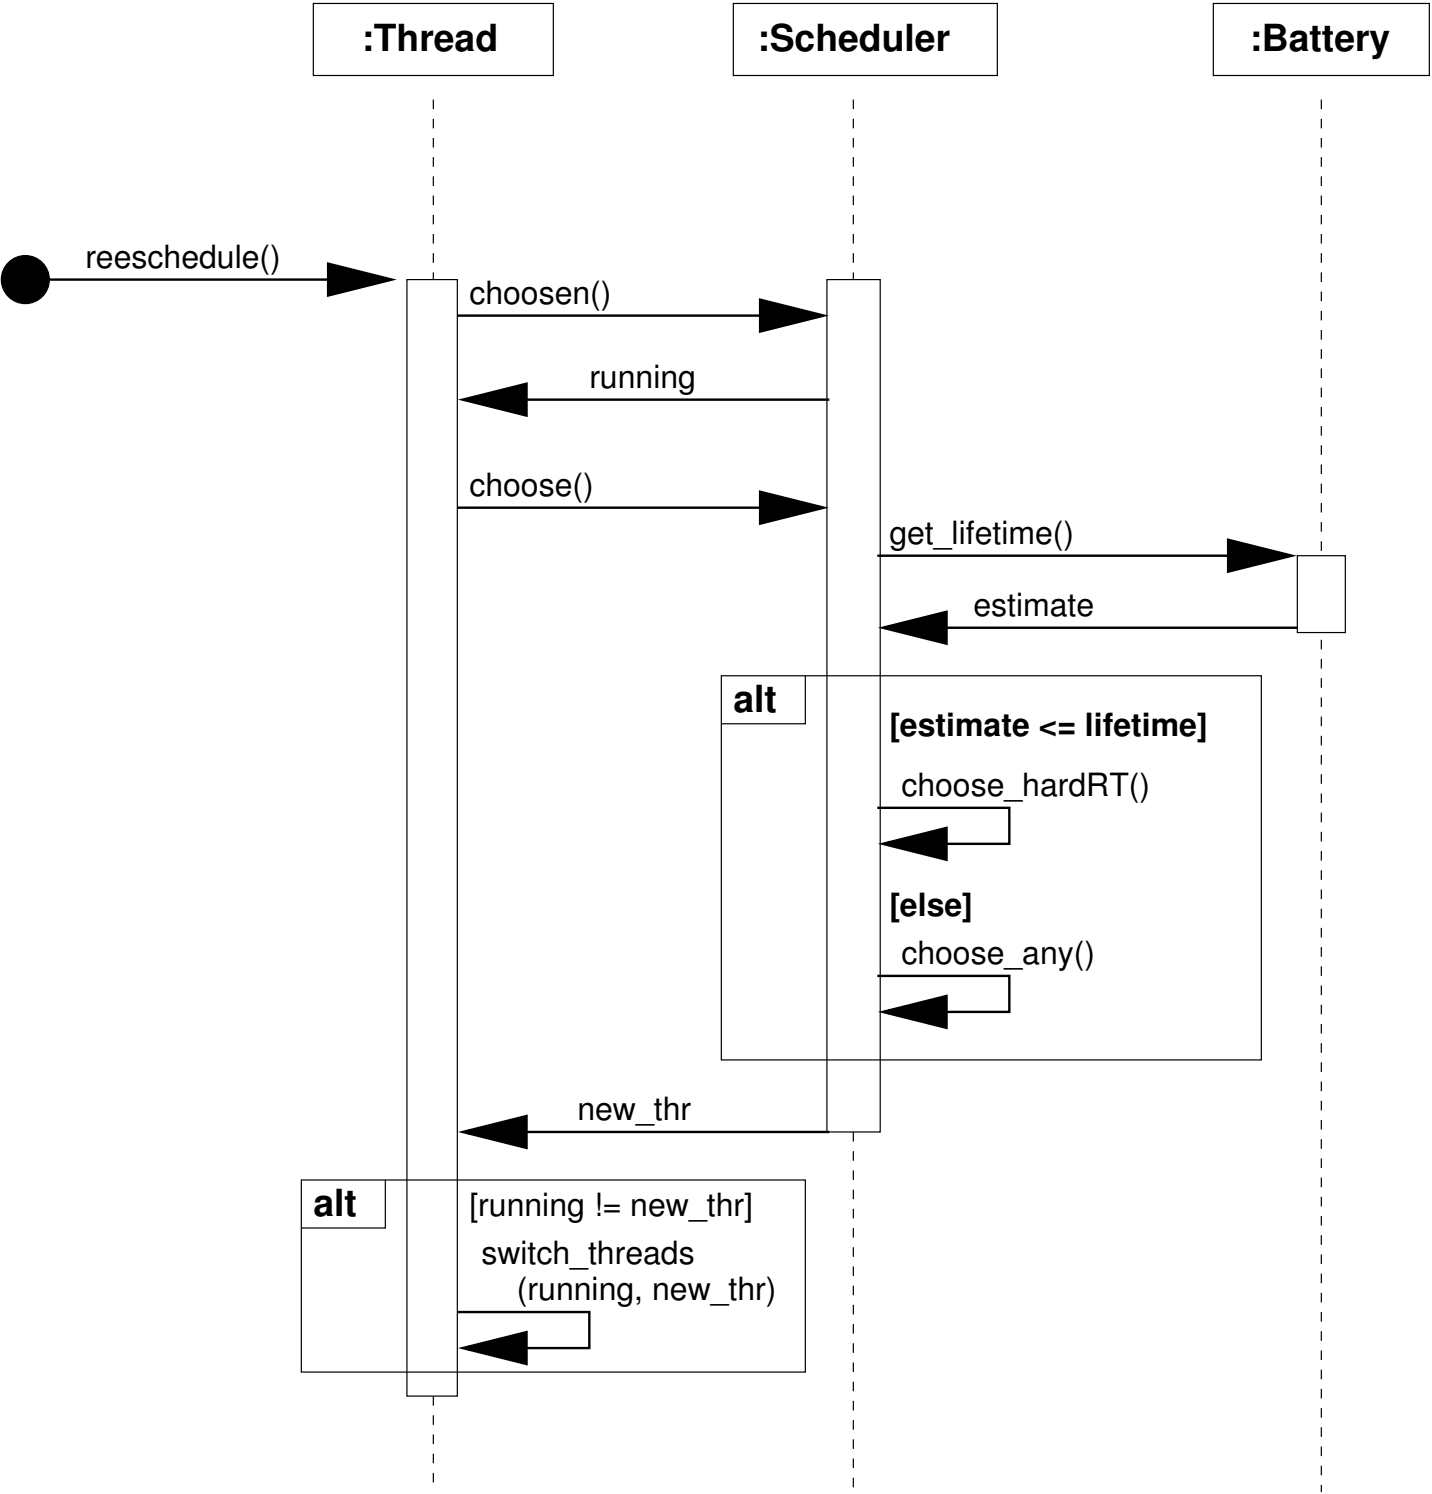 :Thread
:Scheduler
:Battery
reeschedule()
choosen()
running
choose()
get_lifetime()
estimate
alt
[estimate <= lifetime]
choose_hardRT()
[else]
choose_any()
new_thr
alt
[running != new_thr]
switch_threads
(running, new_thr)